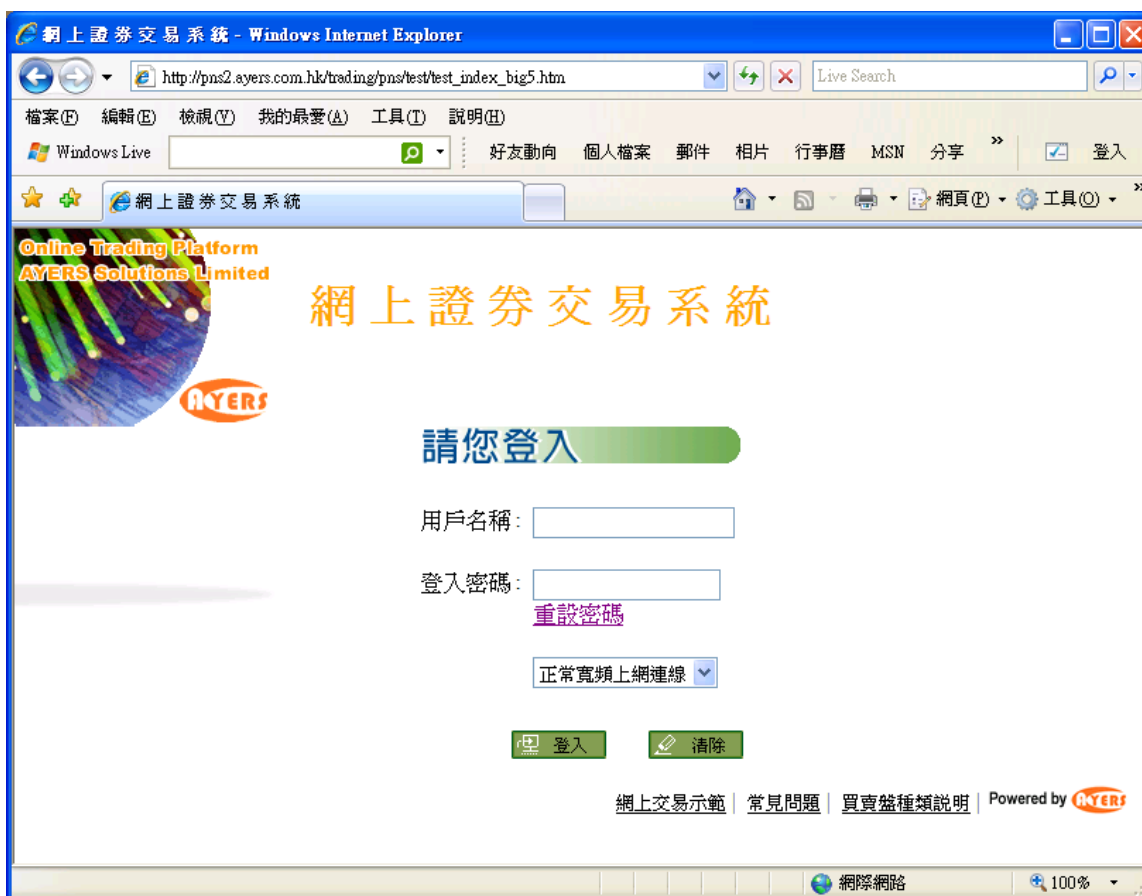 網上證券交易系統 - Windows Internet Explorer
http://pns2.ayers.com.hk/trading/pns/test/test_index_big5.htm
Live Search
檔案(F) 編輯(E) 檢視(V) 我的最愛(A) 工具(T) 說明(H)
Windows Live 好友動向 個人檔案 郵件 相片 行事曆 MSN 分享 » 登入
網上證券交易系統 網頁(P) 工具(O) »
Online Trading Platform
AYERS Solutions Limited
網上證券交易系統
AYERS
請您登入
用戶名稱:
登入密碼:
重設密碼
正常寬頻上網連線
登入 清除
網上交易示範 | 常見問題 | 買賣盤種類說明 | Powered by AYERS
網際網路 100%